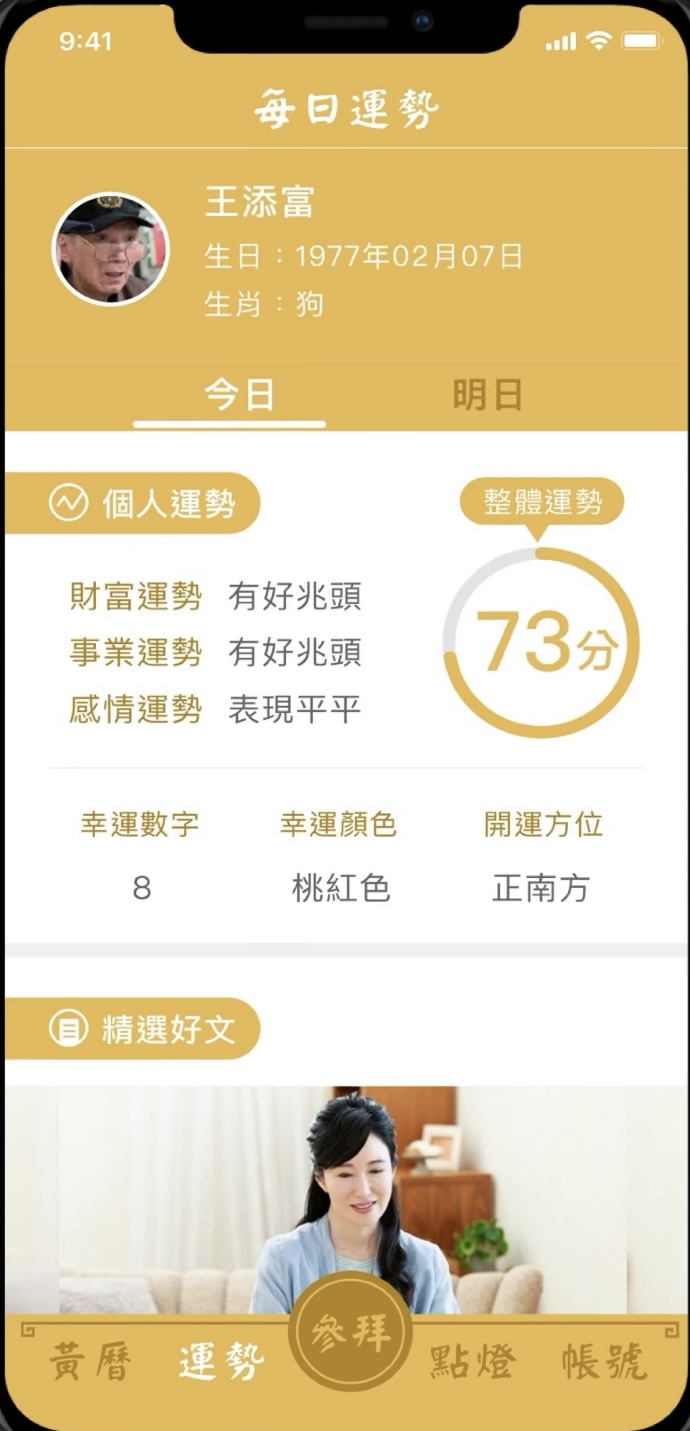 9:41
每日運勢
王添富
生日：1977年02月07日
生肖：狗
今日 明日
個人運勢
整體運勢
財富運勢 有好兆頭
事業運勢 有好兆頭
感情運勢 表現平平
73分
幸運數字 幸運顏色 開運方位
8 桃紅色 正南方
精選好文
黃曆 運勢 參拜 點燈 帳號